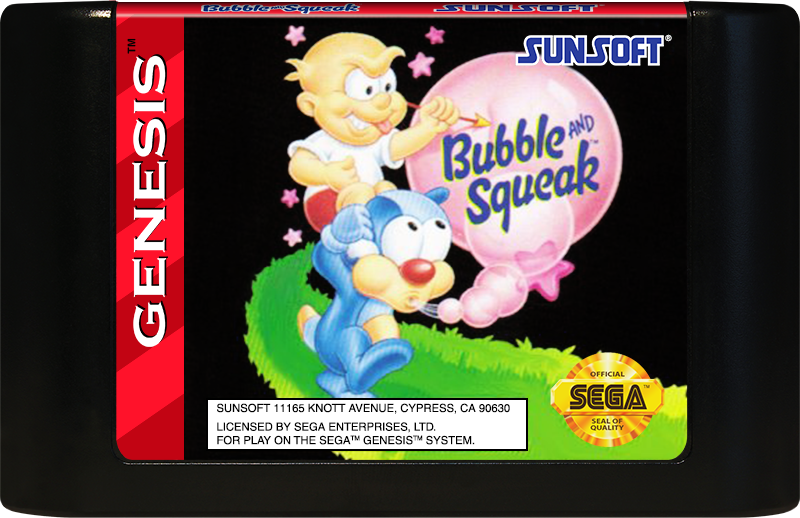 Bubble AND Squeak SUNSOFT
GENESIS™
SUNSOFT®
Bubble AND
Squeak™
OFFICIAL
SEGA™
SEAL OF
QUALITY
SUNSOFT 11165 KNOTT AVENUE, CYPRESS, CA 90630
LICENSED BY SEGA ENTERPRISES, LTD.
FOR PLAY ON THE SEGA™ GENESIS™ SYSTEM.